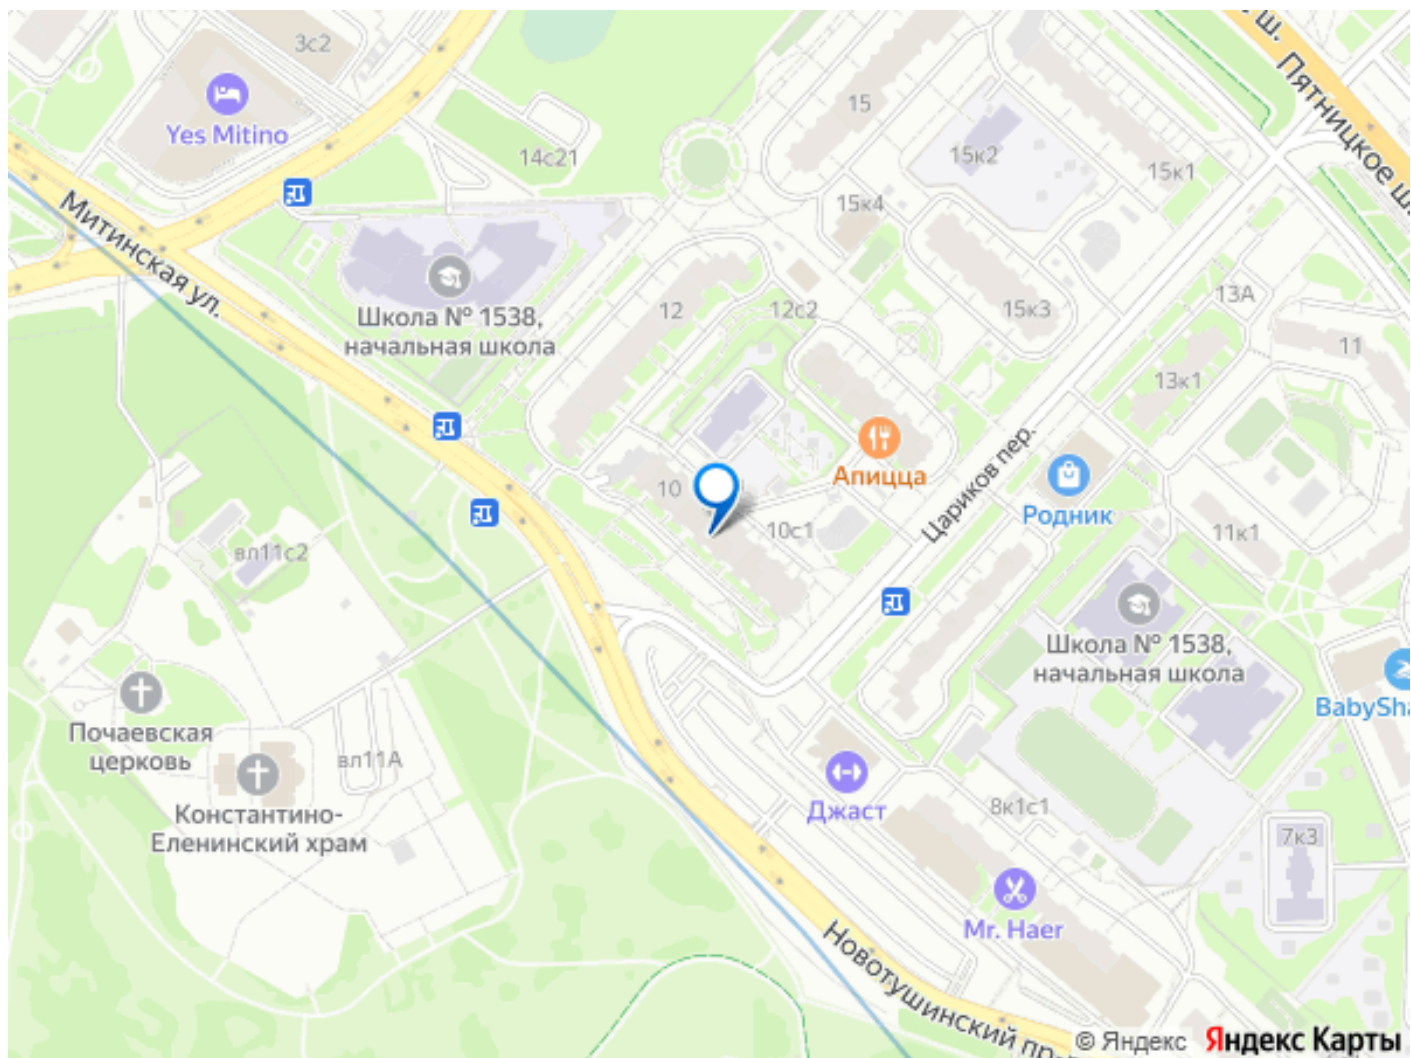 3с2
ш. Пятницкое ш.
Yes Mitino
15
14с21
15к2
15к1
Митинская ул.
15к4
13А
Школа № 1538,
начальная школа
12
12с2
15к3
11
13к1
Апицца
Цариков пер.
10
Родник
10с1
11к1
вл11с2
Школа № 1538,
начальная школа
BabySha
Почаевская
церковь
вл11А
Константино-
Еленинский храм
Джаст
8к1с1
7к3
Mr. Haer
Новотушинский пр-
© Яндекс Яндекс Карты